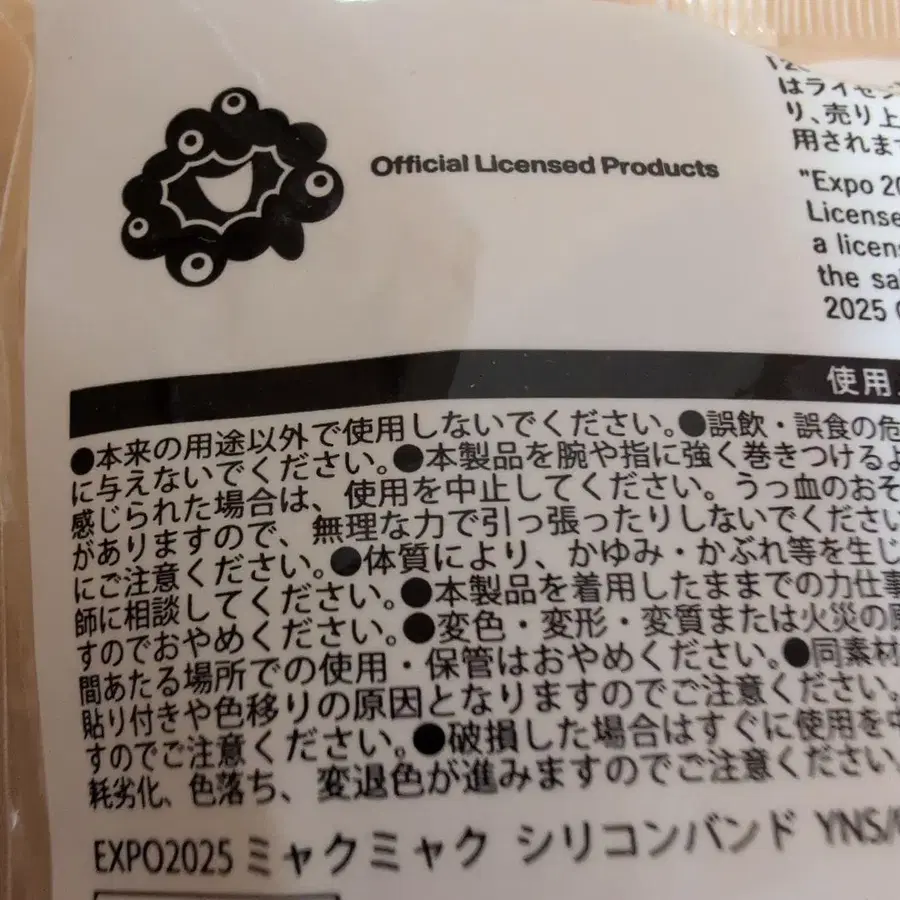 Official Licensed Products
はライセンス
り、売り上
用されます
"Expo 20
License
a licens
the sal
2025
使用
●本来の用途以外で使用しないでください。●誤飲・誤食の危
に与えないでください。●本製品を腕や指に強く巻きつけるよ
感じられた場合は、使用を中止してください。うっ血のおそ
がありますので、無理な力で引っ張ったりしないでください
にご注意ください。●体質により、かゆみ・かぶれ等を生じ
師に相談してください。●本製品を着用したままでの力仕事
すのでおやめください。●変色・変形・変質または火災の原
間あたる場所での使用・保管はおやめください。●同素材
貼り付きや色移りの原因となりますのでご注意ください。
すのでご注意ください。●破損した場合はすぐに使用を中
耗劣化、色落ち、変退色が進みますのでご注意ください。
EXPO2025 ミャクミャク シリコンバンド YNS/